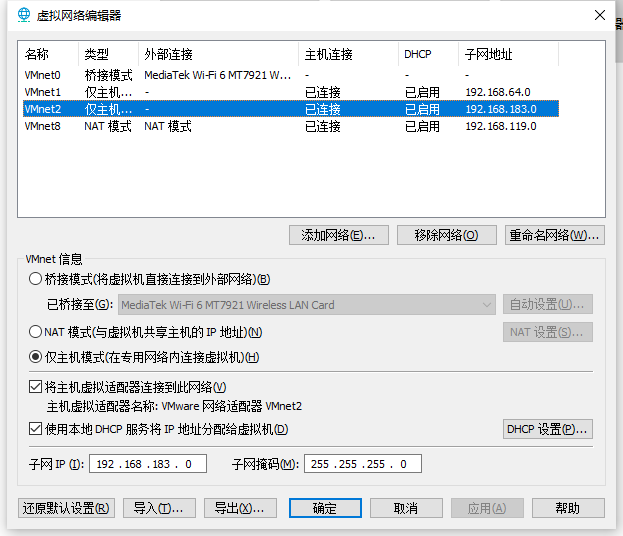 虚拟网络编辑器
名称 类型 外部连接 主机连接 DHCP 子网地址
VMnet0 桥接模式 MediaTek Wi-Fi 6 MT7921 W... - - -
VMnet1 仅主机... - 已连接 已启用 192.168.64.0
VMnet2 仅主机... - 已连接 已启用 192.168.183.0
VMnet8 NAT 模式 NAT 模式 已连接 已启用 192.168.119.0
添加网络(E)... 移除网络(O) 重命名网络(W)...
VMnet 信息
桥接模式(将虚拟机直接连接到外部网络)(B)
已桥接至(G): MediaTek Wi-Fi 6 MT7921 Wireless LAN Card 自动设置(U)...
NAT 模式(与虚拟机共享主机的 IP 地址)(N) NAT 设置(S)...
仅主机模式(在专用网络内连接虚拟机)(H)
将主机虚拟适配器连接到此网络(V)
主机虚拟适配器名称: VMware 网络适配器 VMnet2
使用本地 DHCP 服务将 IP 地址分配给虚拟机(D) DHCP 设置(P)...
子网 IP (I): 192 . 168 . 183 . 0 子网掩码(M): 255 . 255 . 255 . 0
还原默认设置(R) 导入(T)... 导出(X)... 确定 取消 应用(A) 帮助